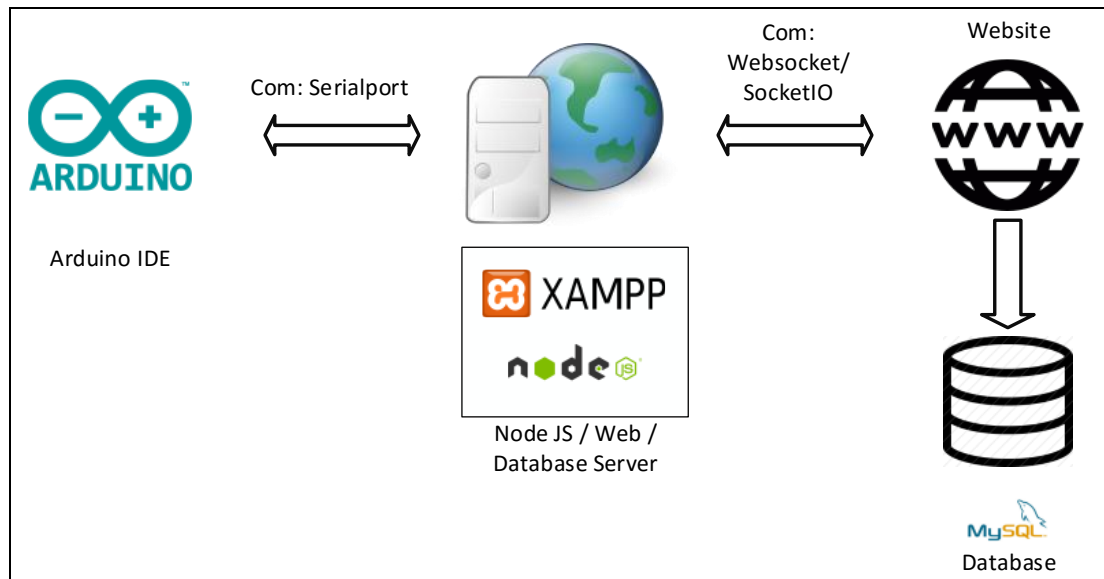 Com:
Websocket/
SocketIO
Website
Com: Serialport
ARDUINO
WWW
Arduino IDE
XAMPP
node JS
Node JS / Web /
Database Server
MySQL
Database